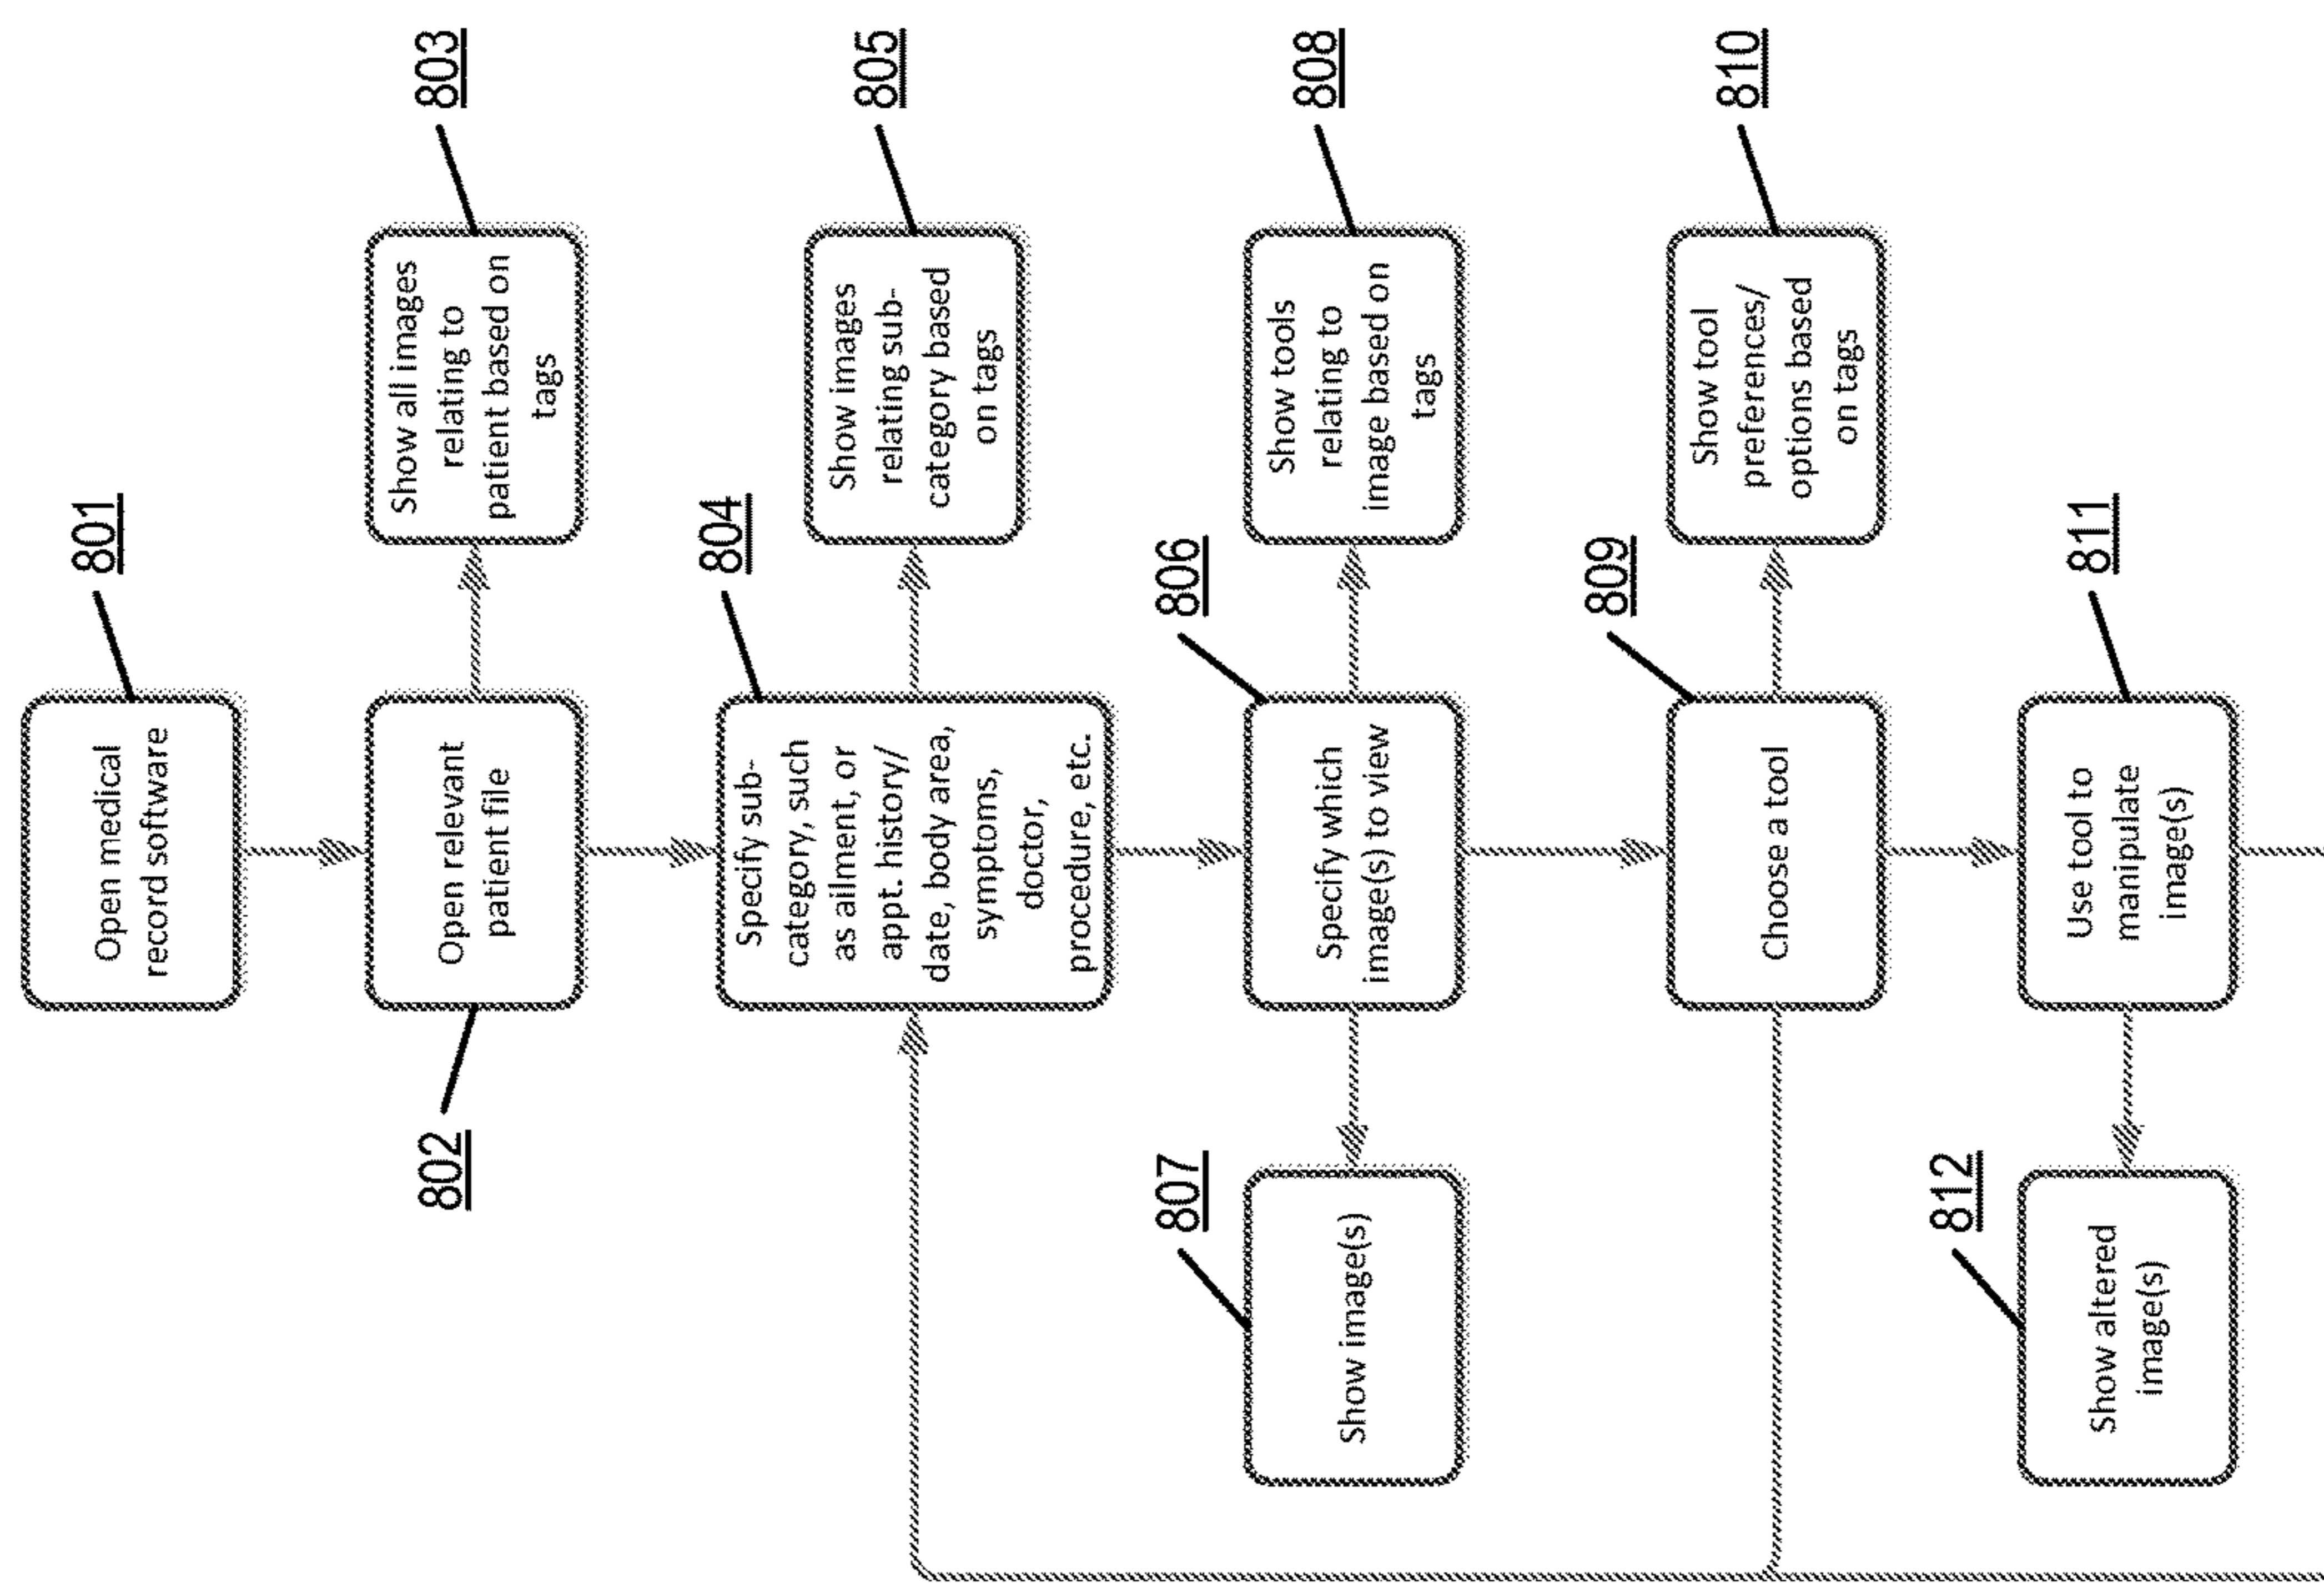 801
Open medical
record software
802
Open relevant
patient file
803
Show all images
relating to
patient based on
tags
804
Specify sub-
category, such
as ailment, or
appt. history/
date, body area,
symptoms,
doctor,
procedure, etc.
805
Show images
relating sub-
category based
on tags
806
Specify which
image(s) to view
807
Show image(s)
808
Show tools
relating to
image based on
tags
809
Choose a tool
810
Show tool
preferences/
options based
on tags
811
Use tool to
manipulate
image(s)
812
Show altered
image(s)